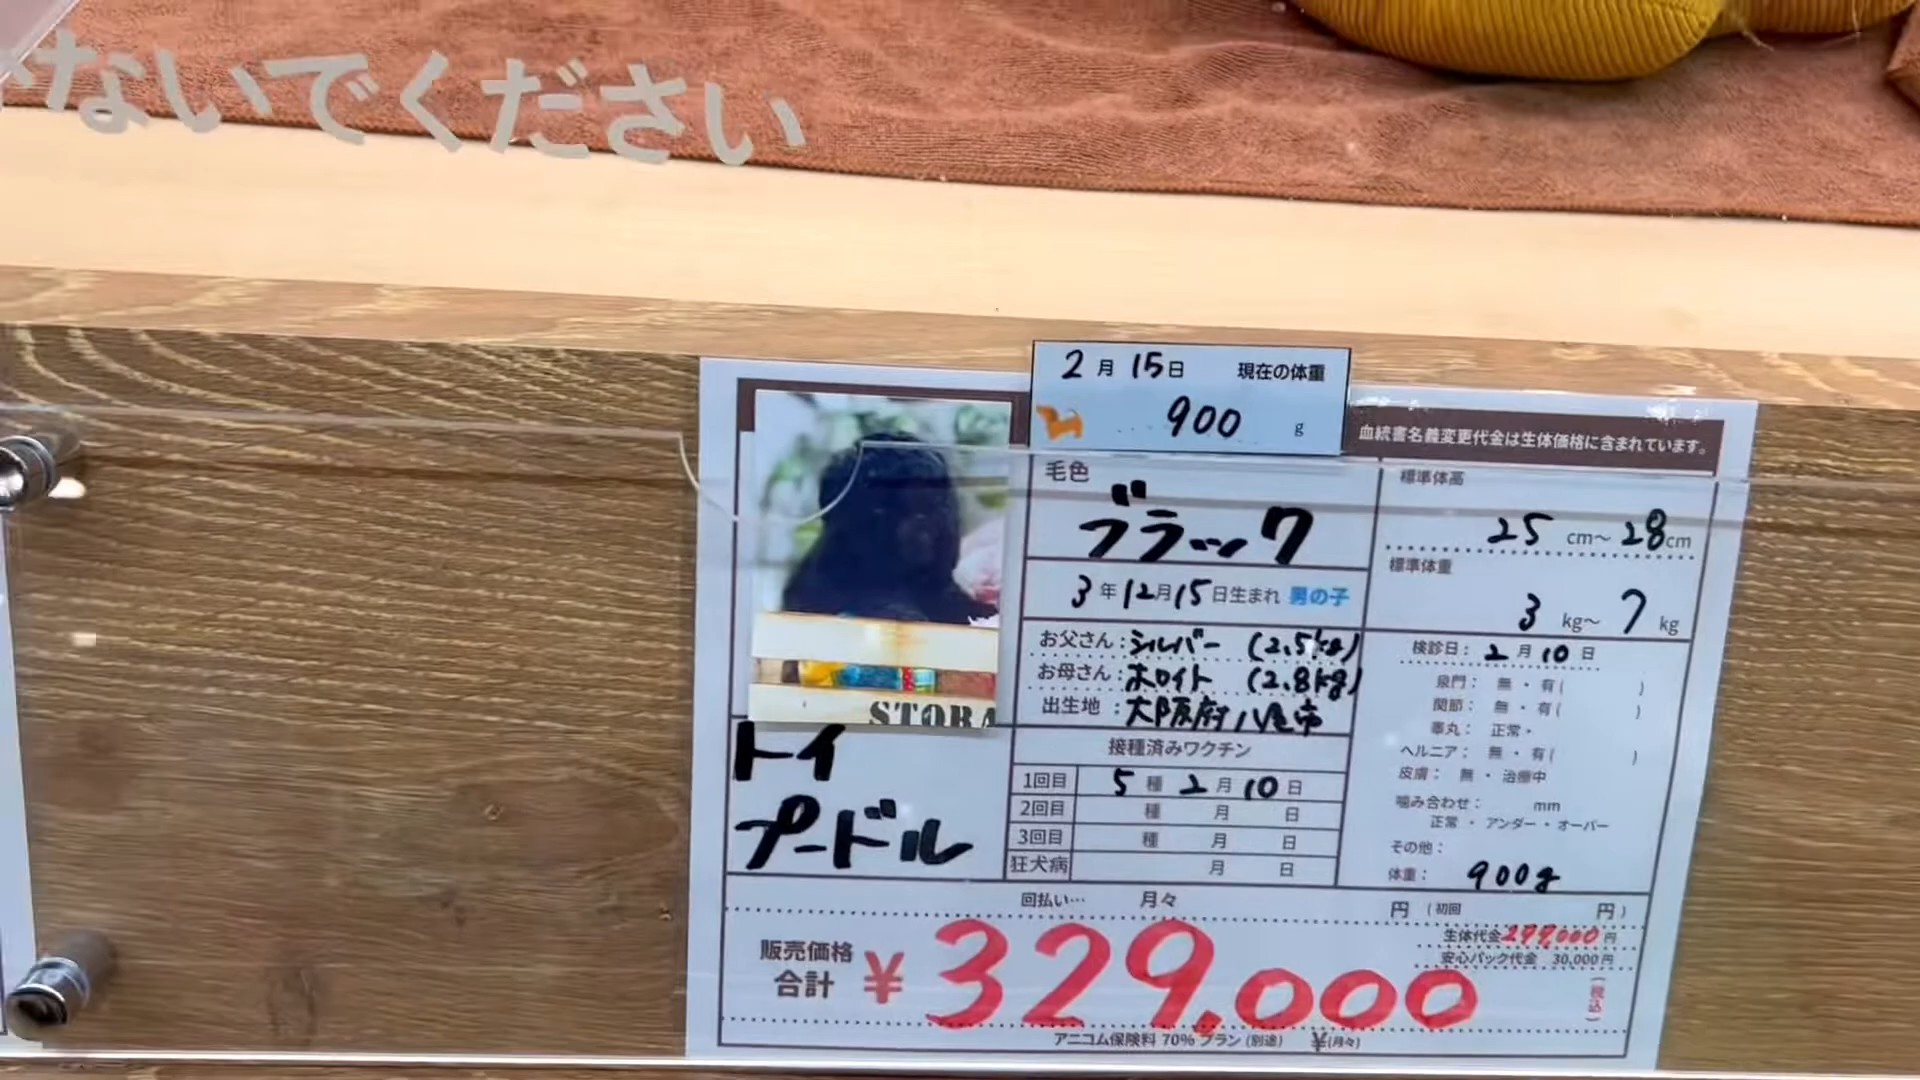 ないでください
2月15日 現在の体重
900 g
血統書名義変更代金は生体価格に含まれています。
毛色
ブラック
標準体高
25 cm〜28cm
標準体重
3 kg〜 7 kg
3年12月15日生まれ 男の子
お父さん：シルバー (2.5kg)
お母さん：ホワイト (2.8kg)
出生地：大阪府八尾市
STORA
トイ
プードル
接種済みワクチン
1回目 5 種 2月10日
2回目 種 月 日
3回目 種 月 日
狂犬病 月 日
検診日： 2月10日
泉門： 無・有( )
関節： 無・有( )
睾丸： 正常・
ヘルニア： 無・有( )
皮膚： 無・治療中
噛み合わせ： mm
正常・アンダー・オーバー
その他：
体重： 900g
回払い… 月々 円 (初回 円)
販売価格
合計 ¥329,000
生体代金299,000円
安心パック代金 30,000円
(税込)
アニコム保険料 70% プラン(別途) ¥(月々)